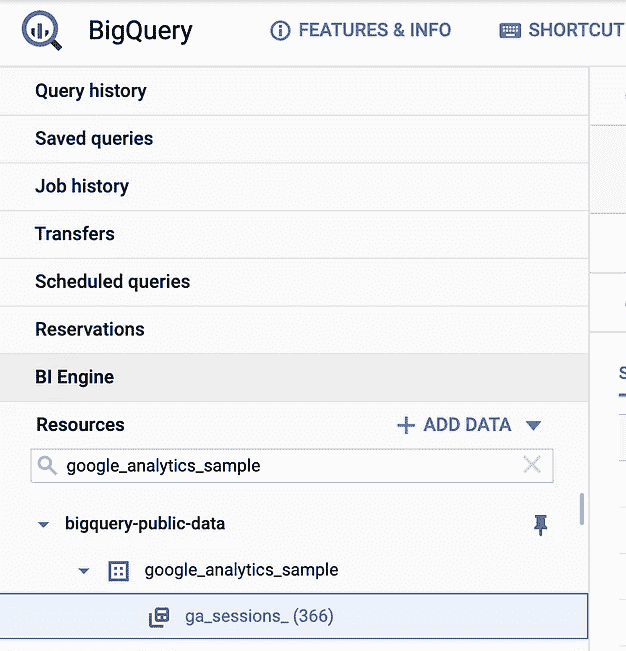 BigQuery FEATURES & INFO SHORTCUT
Query history
Saved queries
Job history
Transfers
Scheduled queries
Reservations
BI Engine
Resources ADD DATA
google_analytics_sample
bigquery-public-data
google_analytics_sample
ga_sessions_ (366)